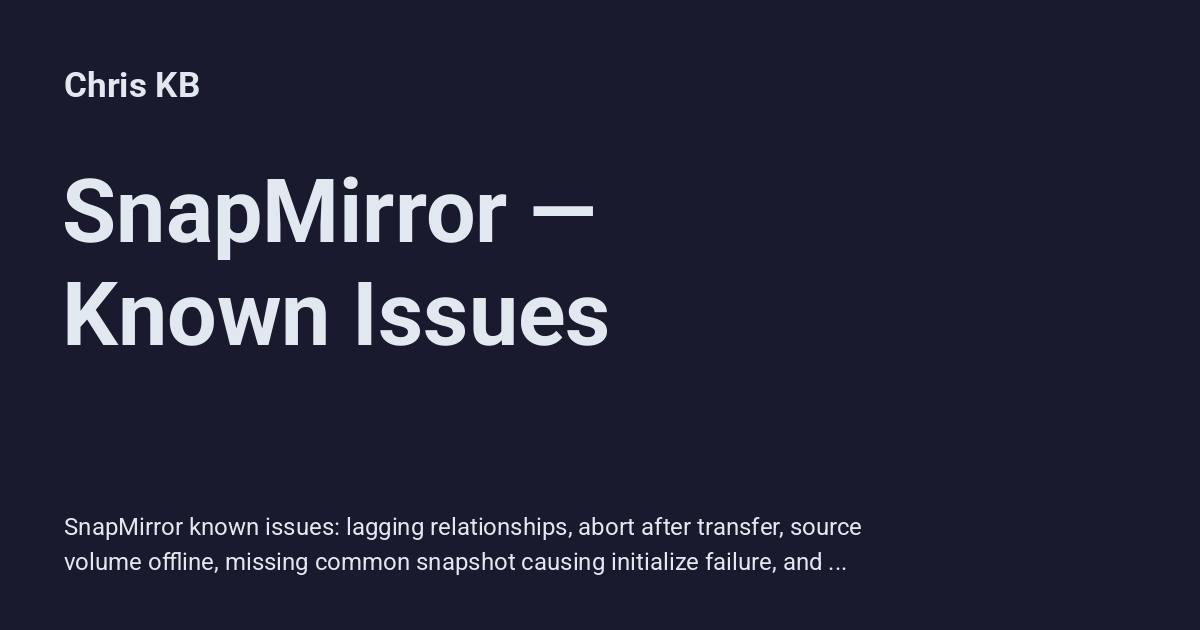 Chris KB
SnapMirror —
Known Issues
SnapMirror known issues: lagging relationships, abort after transfer, source
volume offline, missing common snapshot causing initialize failure, and ...